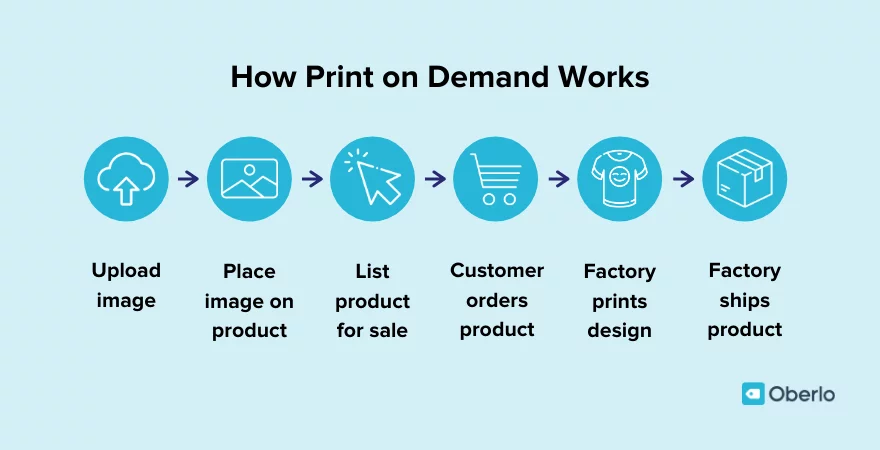 How Print on Demand Works
Upload
image
Place
image on
product
List
product
for sale
Customer
orders
product
Factory
prints
design
Factory
ships
product
Oberlo